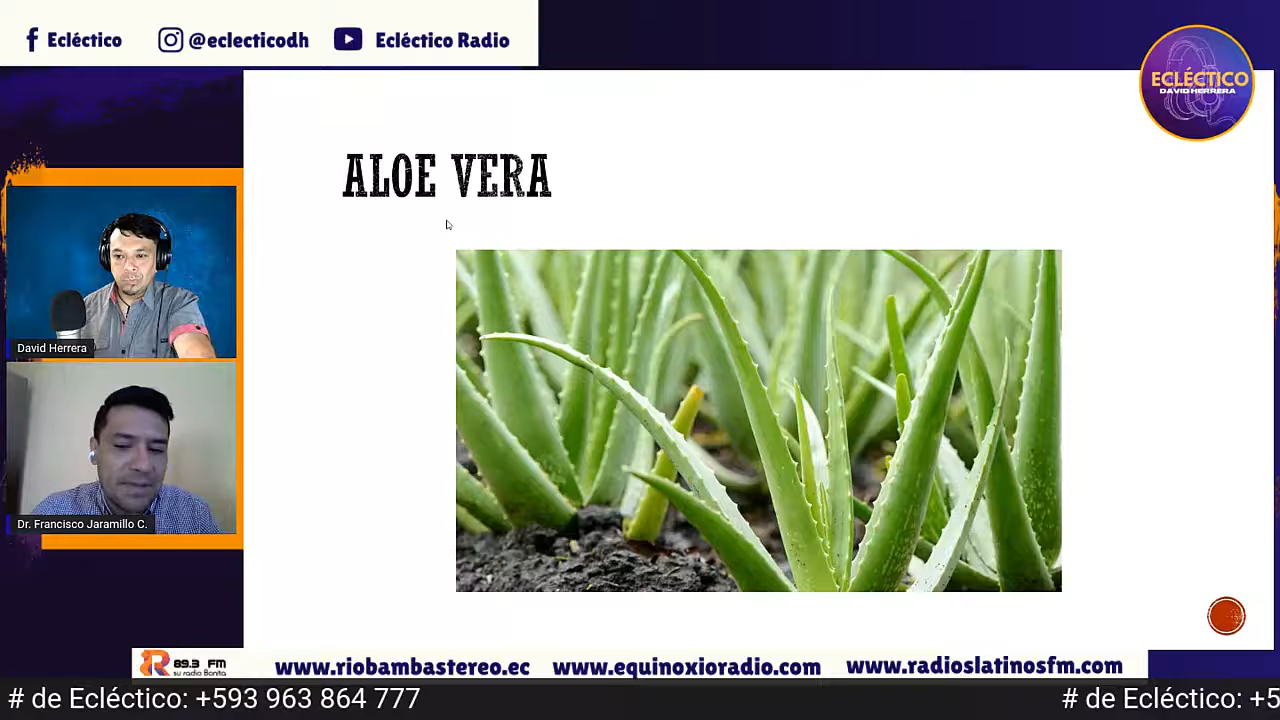 Ecléctico @eclecticodh Ecléctico Radio
ECLÉCTICO
DAVID HERRERA
ALOE VERA
David Herrera
Dr. Francisco Jaramillo C.
R 89.3 FM
su radio Bonita
www.riobambastereo.ec www.equinoxioradio.com www.radioslatinosfm.com
# de Ecléctico: +593 963 864 777 # de Ecléctico: +5